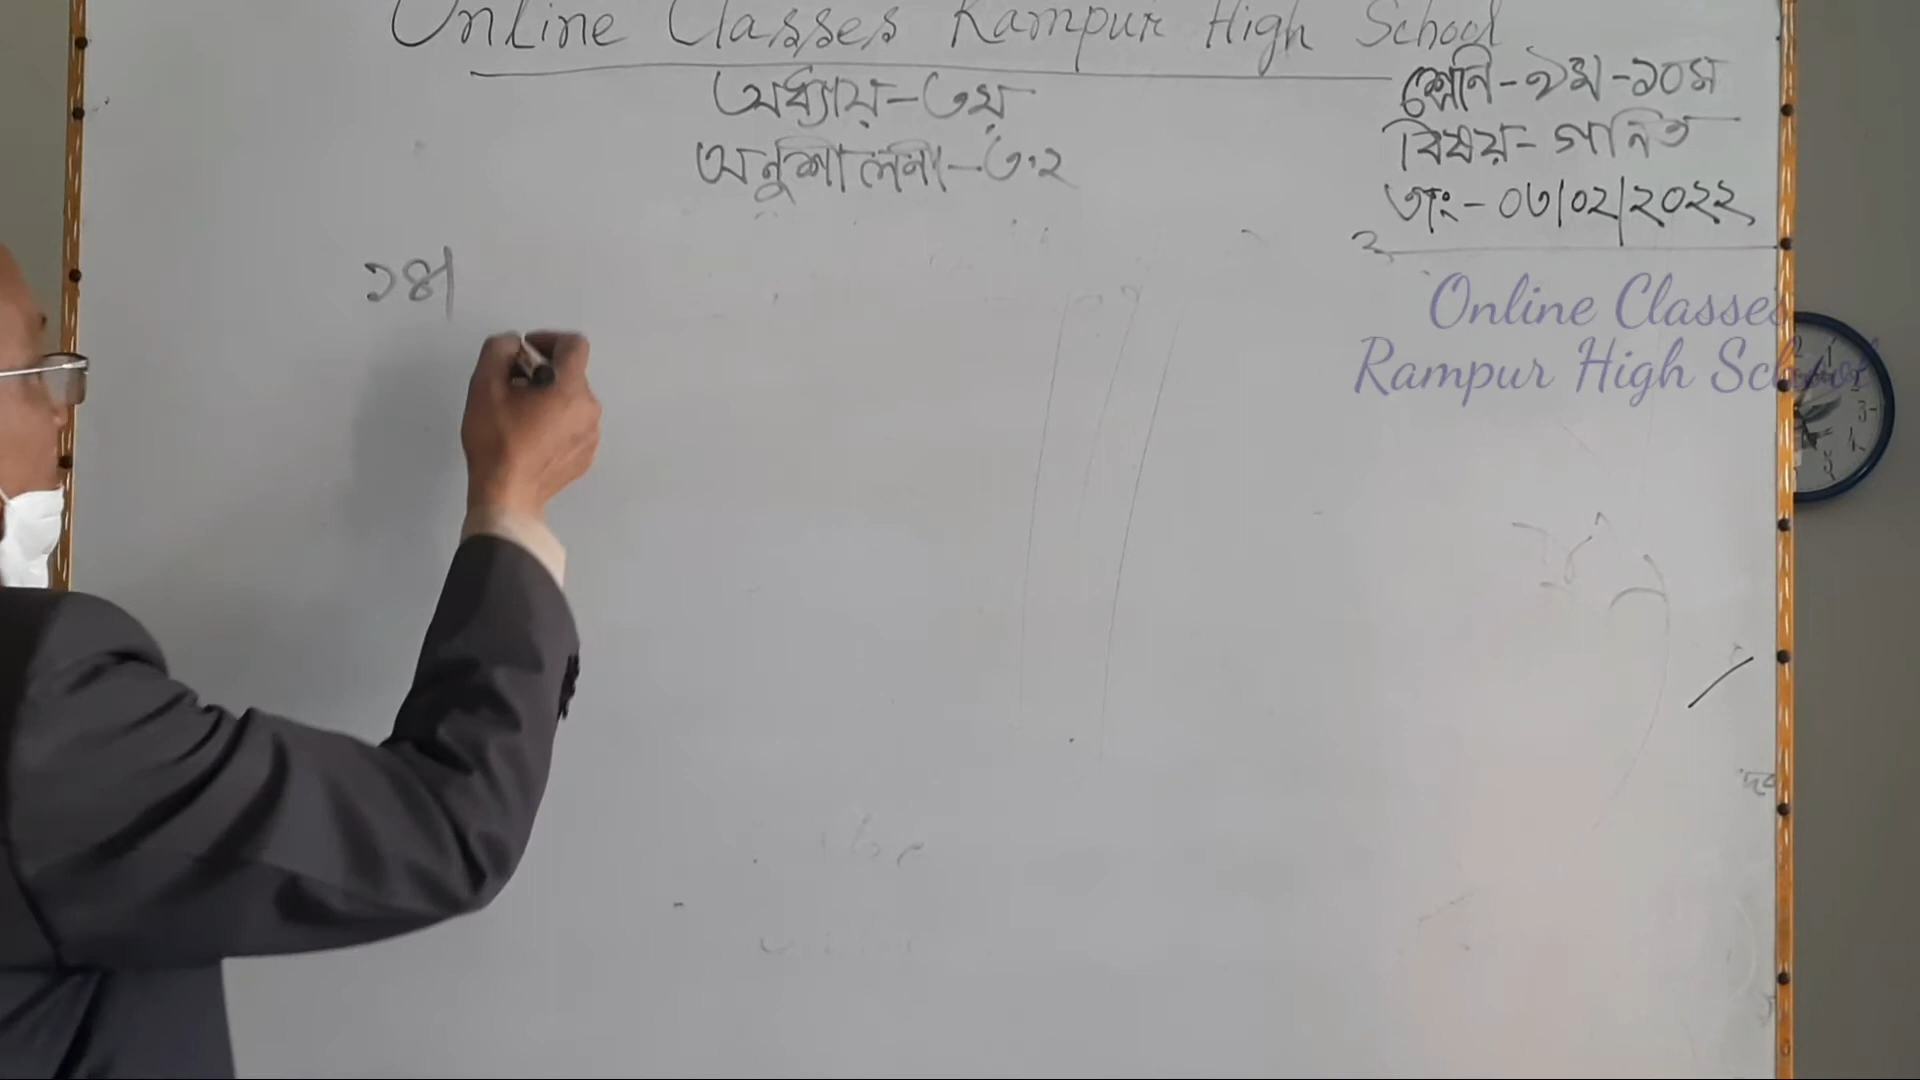 Online Classes Rampur High School
অধ্যায়-৩য়
অনুশীলনী-৩.২
শ্রেনি-৯ম-১০ম
বিষয়-গনিত
তাং-০৩/০২/২০২২
Online Classes
Rampur High School
১৪|